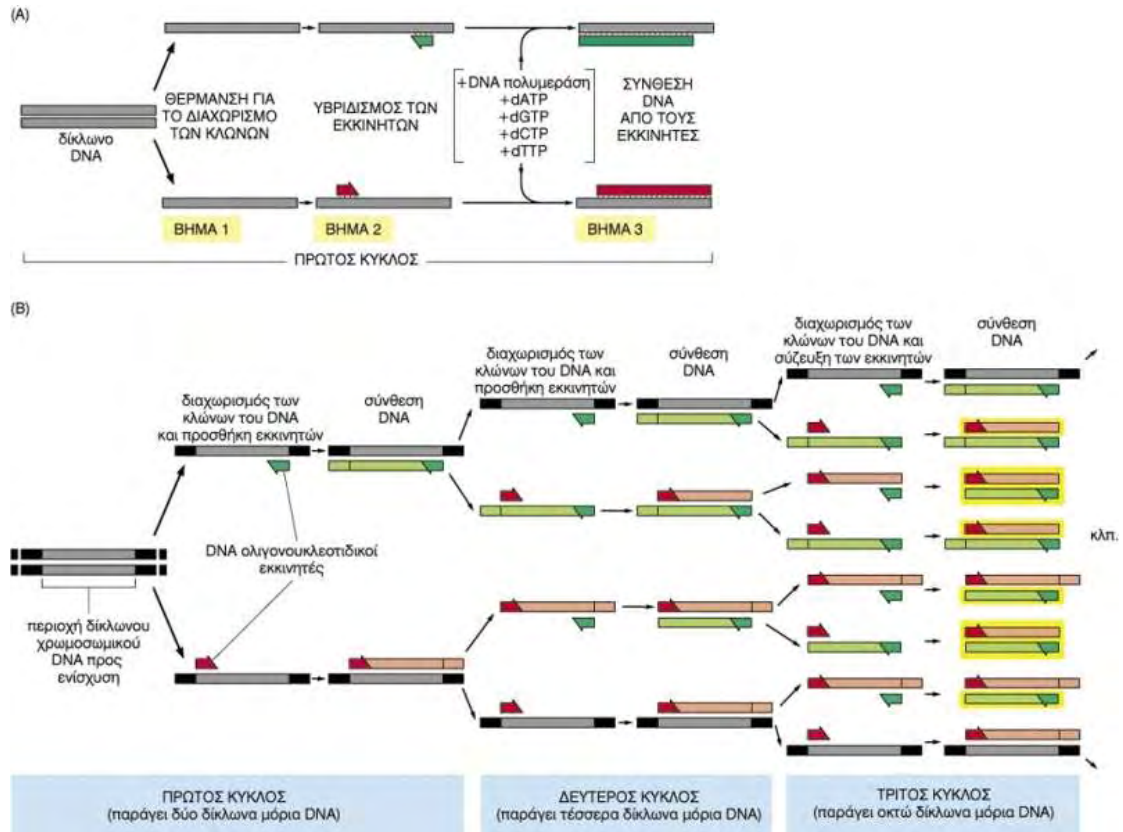 (A)
ΘΕΡΜΑΝΣΗ ΓΙΑ
ΤΟ ΔΙΑΧΩΡΙΣΜΟ
ΤΩΝ ΚΛΩΝΩΝ
δίκλωνο
DNA
ΥΒΡΙΔΙΣΜΟΣ ΤΩΝ
ΕΚΚΙΝΗΤΩΝ
+DNA πολυμεράση
+dATP
+dGTP
+dCTP
+dTTP
ΣΥΝΘΕΣΗ
DNA
ΑΠΟ ΤΟΥΣ
ΕΚΚΙΝΗΤΕΣ
ΒΗΜΑ 1
ΒΗΜΑ 2
ΒΗΜΑ 3
ΠΡΩΤΟΣ ΚΥΚΛΟΣ
(B)
διαχωρισμός των
κλώνων του DNA
και προσθήκη εκκινητών
σύνθεση
DNA
διαχωρισμός των
κλώνων του DNA και
προσθήκη εκκινητών
σύνθεση
DNA
διαχωρισμός των
κλώνων του DNA και
σύζευξη των εκκινητών
σύνθεση
DNA
DNA ολιγονουκλεοτιδικοί
εκκινητές
περιοχή δίκλωνου
χρωμοσωμικού
DNA προς
ενίσχυση
κλπ.
ΠΡΩΤΟΣ ΚΥΚΛΟΣ
(παράγει δύο δίκλωνα μόρια DNA)
ΔΕΥΤΕΡΟΣ ΚΥΚΛΟΣ
(παράγει τέσσερα δίκλωνα μόρια DNA)
ΤΡΙΤΟΣ ΚΥΚΛΟΣ
(παράγει οκτώ δίκλωνα μόρια DNA)